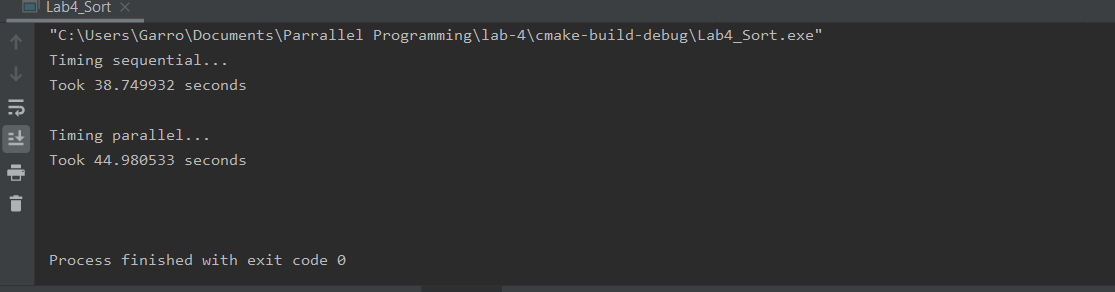 Lab4_Sort
"C:\Users\Garro\Documents\Parrallel Programming\lab-4\cmake-build-debug\Lab4_Sort.exe"
Timing sequential...
Took 38.749932 seconds
Timing parallel...
Took 44.980533 seconds
Process finished with exit code 0